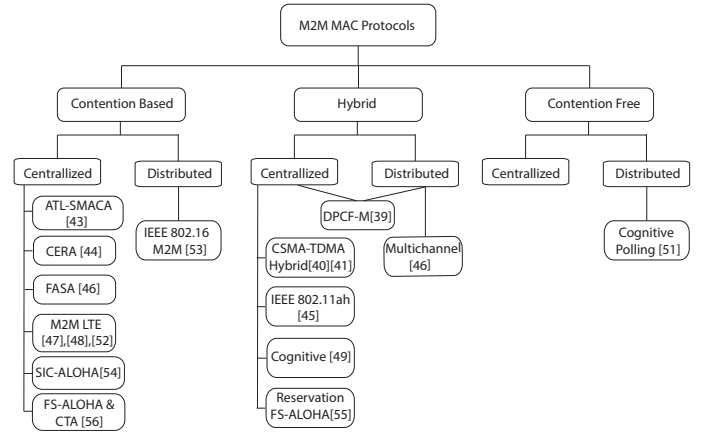 M2M MAC Protocols
Contention Based
Hybrid
Contention Free
Centrallized
Distributed
Centrallized
Distributed
Centrallized
Distributed
ATL-SMACA
[43]
CERA [44]
FASA [46]
M2M LTE
[47],[48],[52]
SIC-ALOHA[54]
FS-ALOHA &
CTA [56]
IEEE 802.16
M2M [53]
DPCF-M[39]
CSMA-TDMA
Hybrid[40][41]
IEEE 802.11ah
[45]
Cognitive [49]
Reservation
FS-ALOHA[55]
Multichannel
[46]
Cognitive
Polling [51]